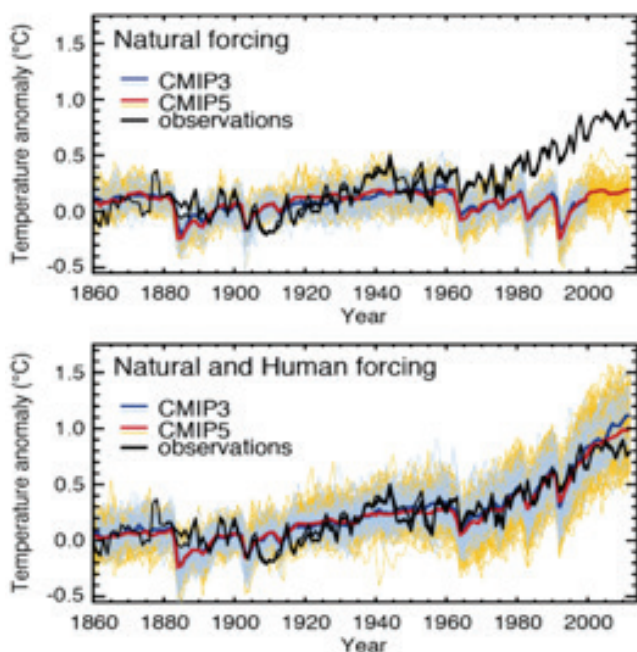 Natural forcing
CMIP3
CMIP5
observations
Temperature anomaly (°C)
1.5
1.0
0.5
0.0
-0.5
1860 1880 1900 1920 1940 1960 1980 2000
Year
Natural and Human forcing
CMIP3
CMIP5
observations
Temperature anomaly (°C)
1.5
1.0
0.5
0.0
-0.5
1860 1880 1900 1920 1940 1960 1980 2000
Year